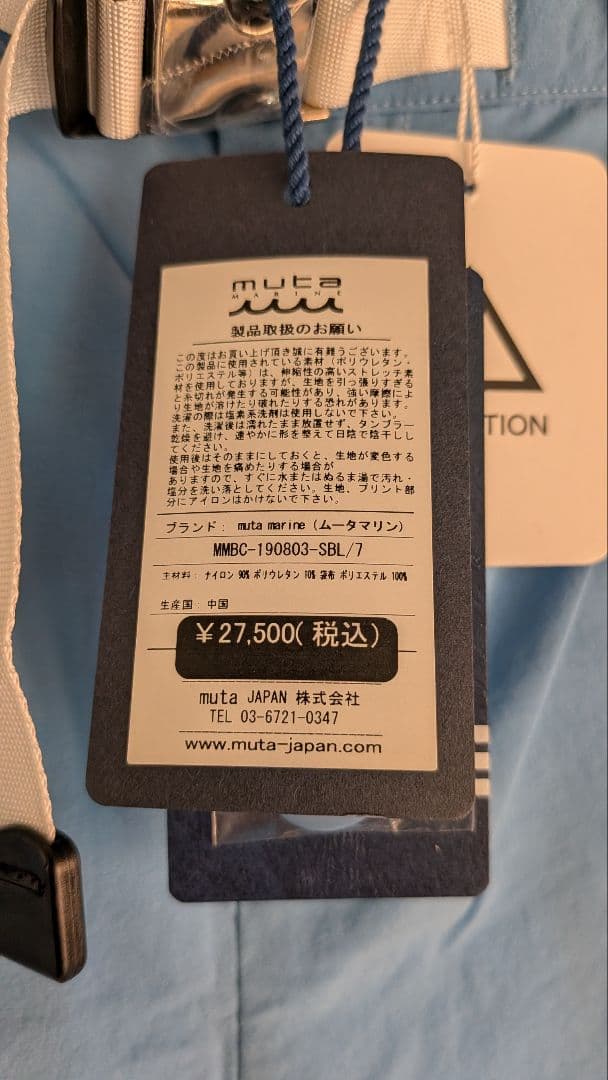 muta
MARINE
製品取扱のお願い
この度はお買い上げ頂き誠に有難うございます。
この製品に使用されている素材(ポリウレタン・
ポリエステル等)は、伸縮性の高いストレッチ素
材を使用しておりますが、生地を引っ張りすぎる
と糸切れが発生する可能性があり、強い摩擦によ
り生地が溶けたり破れたりする恐れがあります。
洗濯の際は塩素系洗剤は使用しないで下さい。
また、洗濯後は濡れたまま放置せず、タンブラー
乾燥を避け、速やかに形を整えて日陰で陰干しし
てください。
使用後はそのままにしておくと、生地が変色する
場合や生地を痛めたりする場合が
ありますので、すぐに水またはぬるま湯で汚れ・
塩分を洗い落としてください。生地、プリント部
分にアイロンはかけないで下さい。
ブランド: muta marine (ムータマリン)
MMBC-190803-SBL/7
主材料: ナイロン 90% ポリウレタン 10% 袋布 ポリエステル 100%
生産国: 中国
¥27,500(税込)
muta JAPAN 株式会社
TEL 03-6721-0347
www.muta-japan.com
TION